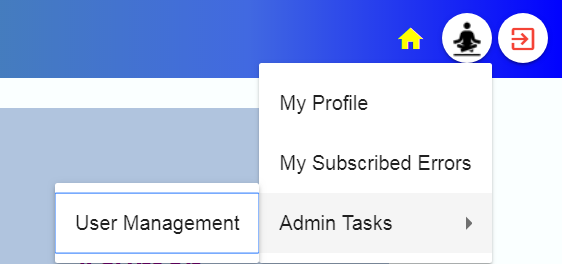 My Profile
My Subscribed Errors
User Management
Admin Tasks